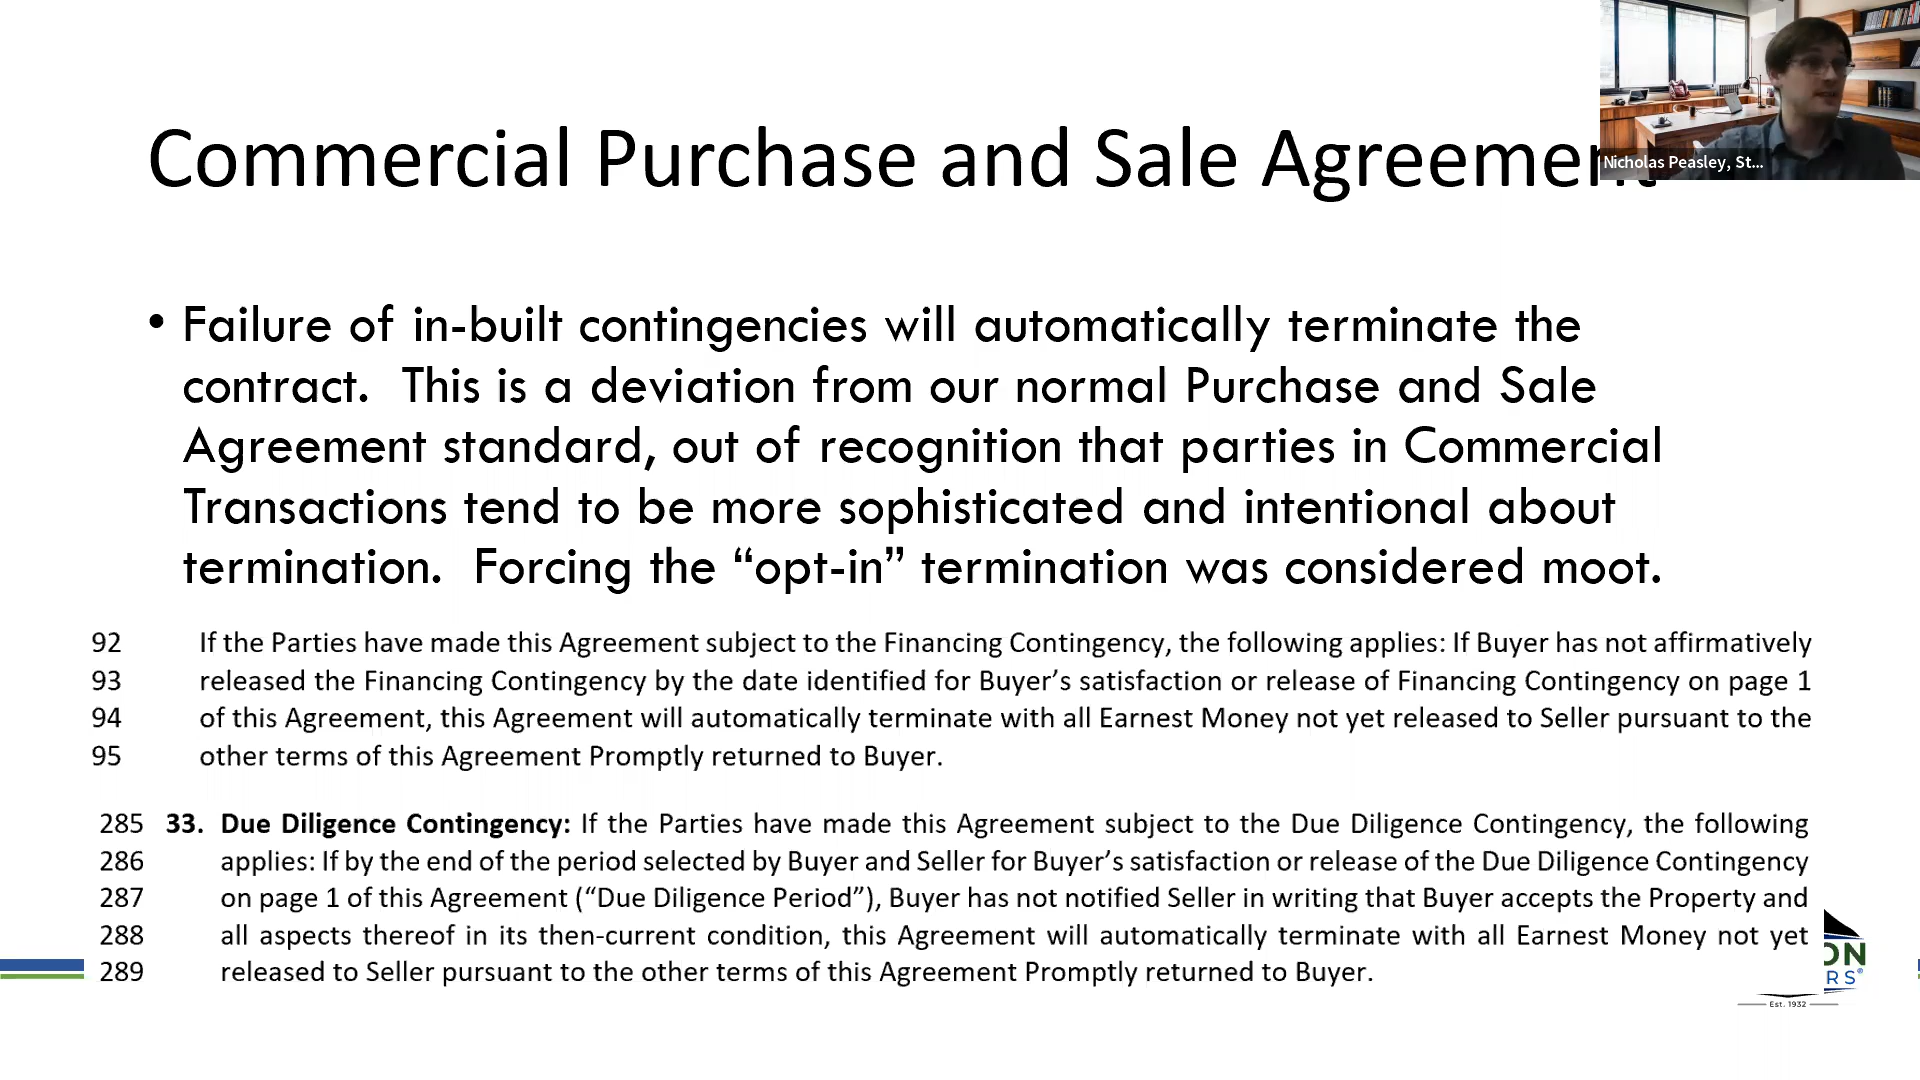 Commercial Purchase and Sale Agreement
Nicholas Peasley, St...
• Failure of in-built contingencies will automatically terminate the
contract. This is a deviation from our normal Purchase and Sale
Agreement standard, out of recognition that parties in Commercial
Transactions tend to be more sophisticated and intentional about
termination. Forcing the “opt-in” termination was considered moot.
92 If the Parties have made this Agreement subject to the Financing Contingency, the following applies: If Buyer has not affirmatively
93 released the Financing Contingency by the date identified for Buyer’s satisfaction or release of Financing Contingency on page 1
94 of this Agreement, this Agreement will automatically terminate with all Earnest Money not yet released to Seller pursuant to the
95 other terms of this Agreement Promptly returned to Buyer.
285 33. Due Diligence Contingency: If the Parties have made this Agreement subject to the Due Diligence Contingency, the following
286 applies: If by the end of the period selected by Buyer and Seller for Buyer’s satisfaction or release of the Due Diligence Contingency
287 on page 1 of this Agreement (“Due Diligence Period”), Buyer has not notified Seller in writing that Buyer accepts the Property and
288 all aspects thereof in its then-current condition, this Agreement will automatically terminate with all Earnest Money not yet
289 released to Seller pursuant to the other terms of this Agreement Promptly returned to Buyer.
ON
RS®
Est. 1932